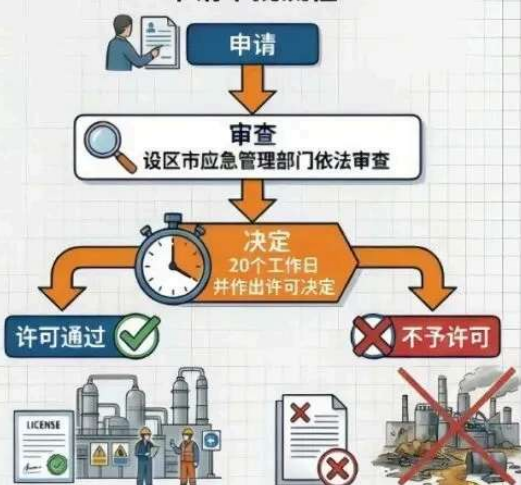 申请
审查
设区市应急管理部门依法审查
决定
20个工作日
并作出许可决定
许可通过
不予许可
LICENSE